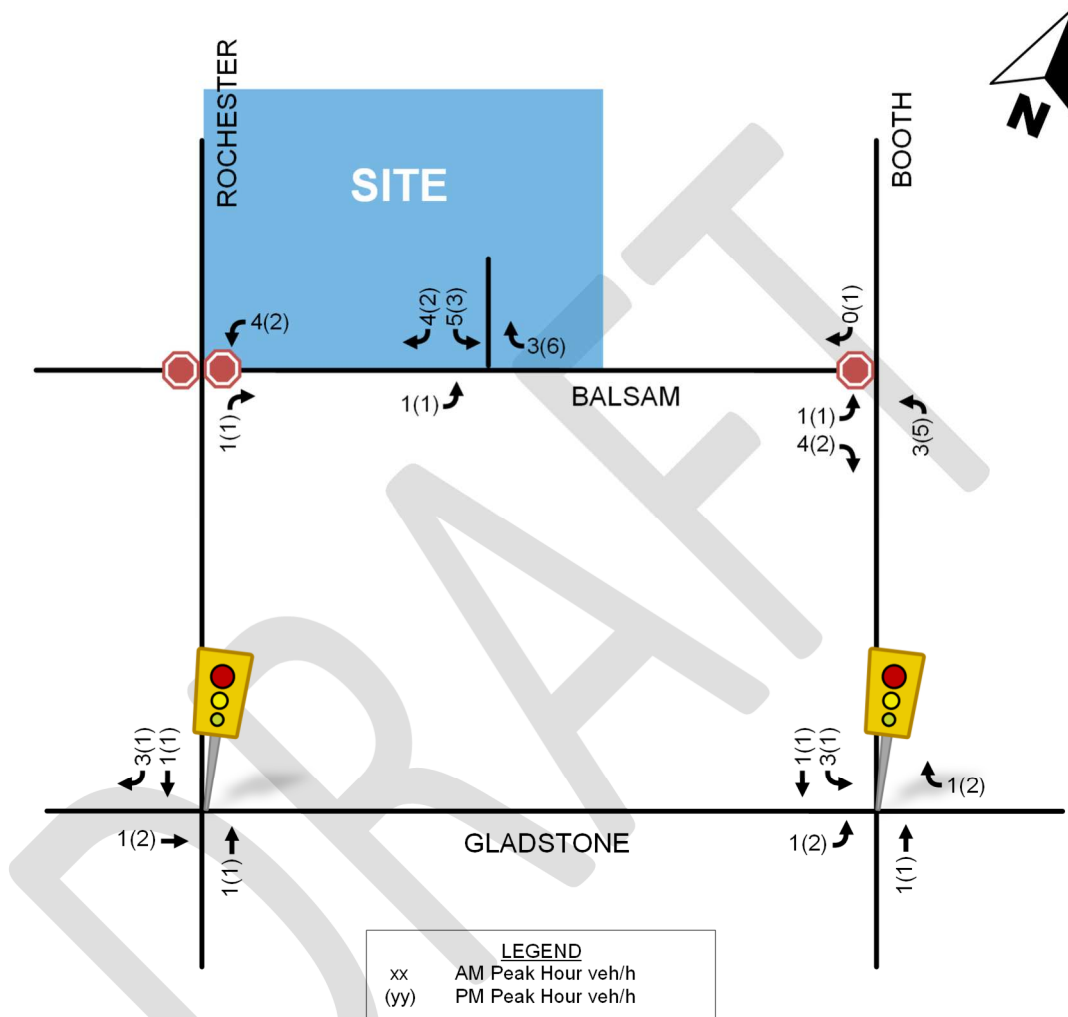 ROCHESTER
BOOTH
N
SITE
4(2)
4(2)
5(3)
3(6)
0(1)
1(1)
1(1)
BALSAM
1(1)
4(2)
3(5)
3(1)
1(1)
1(2)
1(1)
GLADSTONE
1(1)
3(1)
1(2)
1(2)
1(1)
DRAFT
LEGEND
xx AM Peak Hour veh/h
(yy) PM Peak Hour veh/h